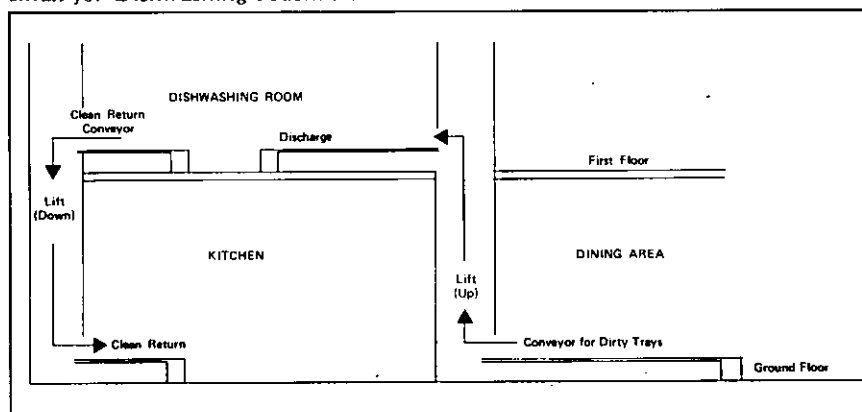 DISHWASHING ROOM
Clean Return
Conveyor
Discharge
First Floor
Lift
(Down)
KITCHEN
DINING AREA
Lift
(Up)
Clean Return
Conveyor for Dirty Trays
Ground Floor